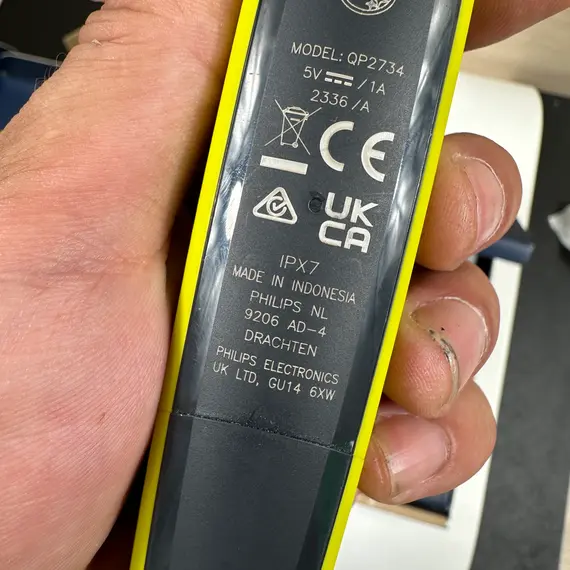 MODEL: QP2734
5V ⎓ /1A
2336 /A
CE
UK
CA
IPX7
MADE IN INDONESIA
PHILIPS NL
9206 AD-4
DRACHTEN
PHILIPS ELECTRONICS
UK LTD, GU14 6XW